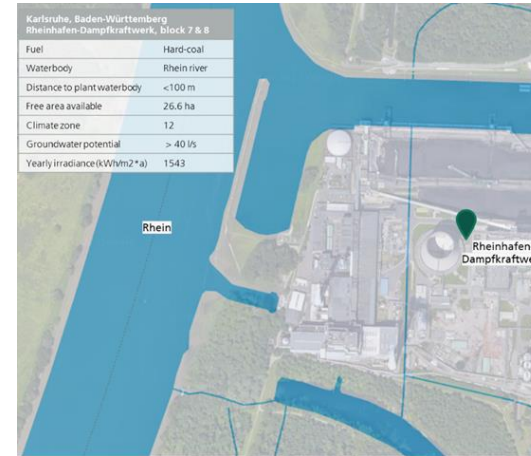 Karlsruhe, Baden-Württemberg
Rheinhafen-Dampfkraftwerk, block 7 & 8
Fuel Hard-coal
Waterbody Rhein river
Distance to plant waterbody <100 m
Free area available 26.6 ha
Climate zone 12
Groundwater potential > 40 l/s
Yearly irradiance(kWh/m2*a) 1543
Rhein
Rheinhafen
Dampfkraftwe